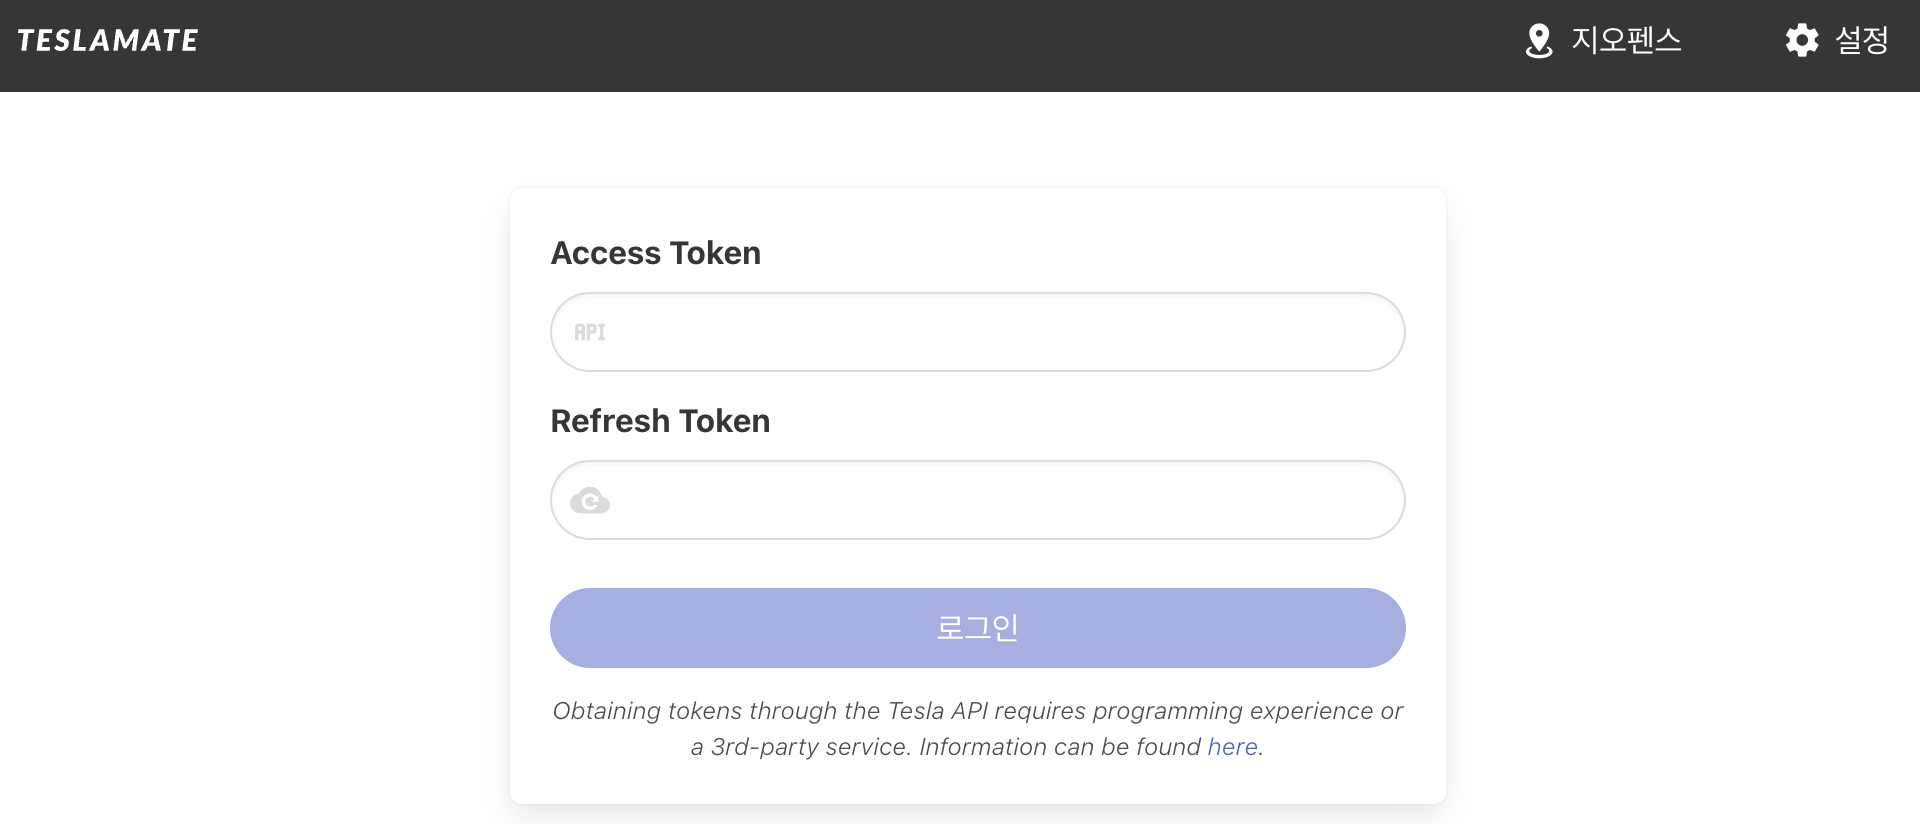 TESLAMATE
지오펜스
설정
Access Token
API
Refresh Token
로그인
Obtaining tokens through the Tesla API requires programming experience or
a 3rd-party service. Information can be found here.